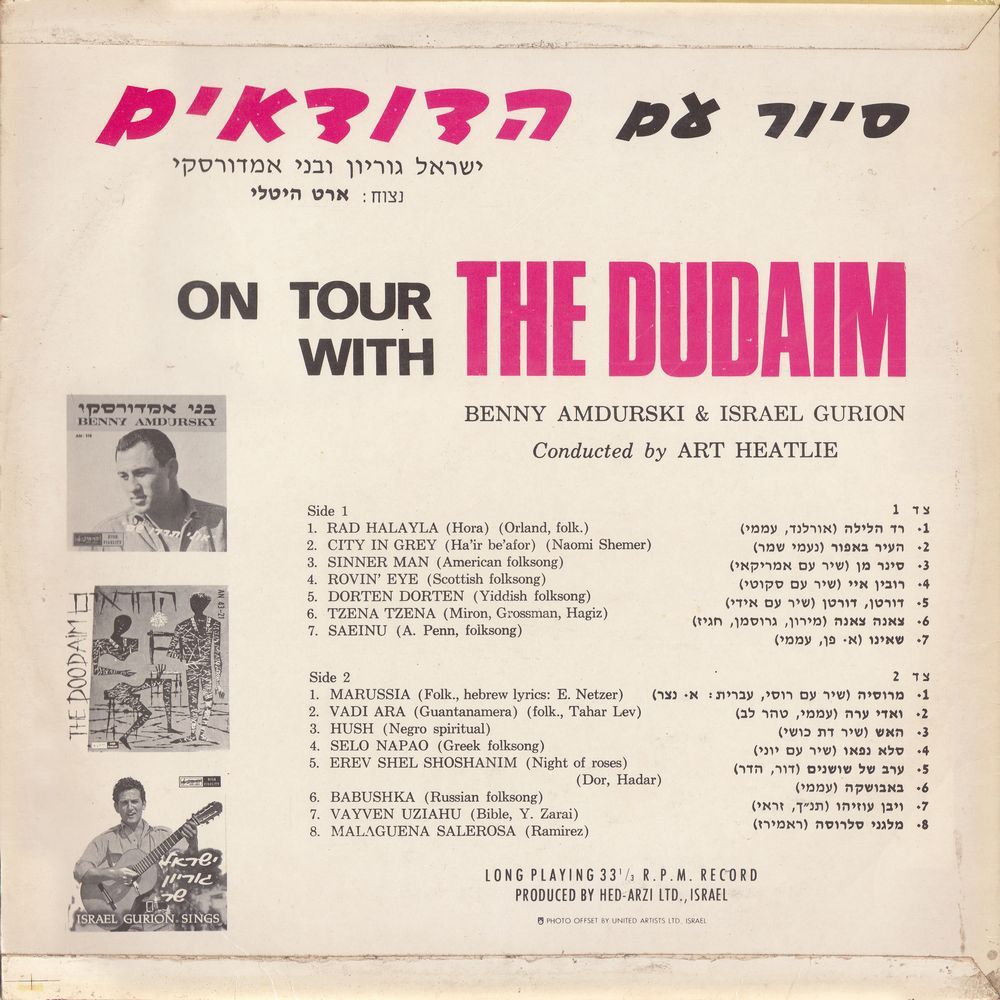 סיור עם הדודאים
ישראל גוריון ובני אמדורסקי
נצוח: ארט היטלי
ON TOUR
WITH
THE DUDAIM
BENNY AMDURSKI & ISRAEL GURION
Conducted by ART HEATLIE
בני אמדורסקי
BENNY AMDURSKY
HIGH
FIDELITY
THE DOODAIM
AN 43-21
HIGH
FIDELITY
ישראל
גוריון
שר
ISRAEL GURION SINGS
Side 1
1. RAD HALAYLA (Hora) (Orland, folk.)
2. CITY IN GREY (Ha'ir be'afor) (Naomi Shemer)
3. SINNER MAN (American folksong)
4. ROVIN' EYE (Scottish folksong)
5. DORTEN DORTEN (Yiddish folksong)
6. TZENA TZENA (Miron, Grossman, Hagiz)
7. SAEINU (A. Penn, folksong)
צד 1
1. רד הלילה (אורלנד, עממי)
2. העיר באפור (נעמי שמר)
3. סינר מן (שיר עם אמריקאי)
4. רובין איי (שיר עם סקוטי)
5. דורטן, דורטן (שיר עם אידי)
6. צאנה צאנה (מירון, גרוסמן, חגיז)
7. שאינו (א. פן, עממי)
Side 2
1. MARUSSIA (Folk., hebrew lyrics: E. Netzer)
2. VADI ARA (Guantanamera) (folk., Tahar Lev)
3. HUSH (Negro spiritual)
4. SELO NAPAO (Greek folksong)
5. EREV SHEL SHOSHANIM (Night of roses)
(Dor, Hadar)
6. BABUSHKA (Russian folksong)
7. VAYVEN UZIAHU (Bible, Y. Zarai)
8. MALAGUENA SALEROSA (Ramirez)
צד 2
1. מרוסיה (שיר עם רוסי, עברית: א. נצר)
2. ואדי ערה (עממי, טהר לב)
3. האש (שיר דת כושי)
4. סלא נפאו (שיר עם יוני)
5. ערב של שושנים (דור, הדר)
6. באבושקה (עממי)
7. ויבן עוזיהו (תנ״ך, זראי)
8. מלגני סלרוסה (ראמירז)
LONG PLAYING 33 1/3 R.P.M. RECORD
PRODUCED BY HED-ARZI LTD., ISRAEL
PHOTO OFFSET BY UNITED ARTISTS LTD. ISRAEL